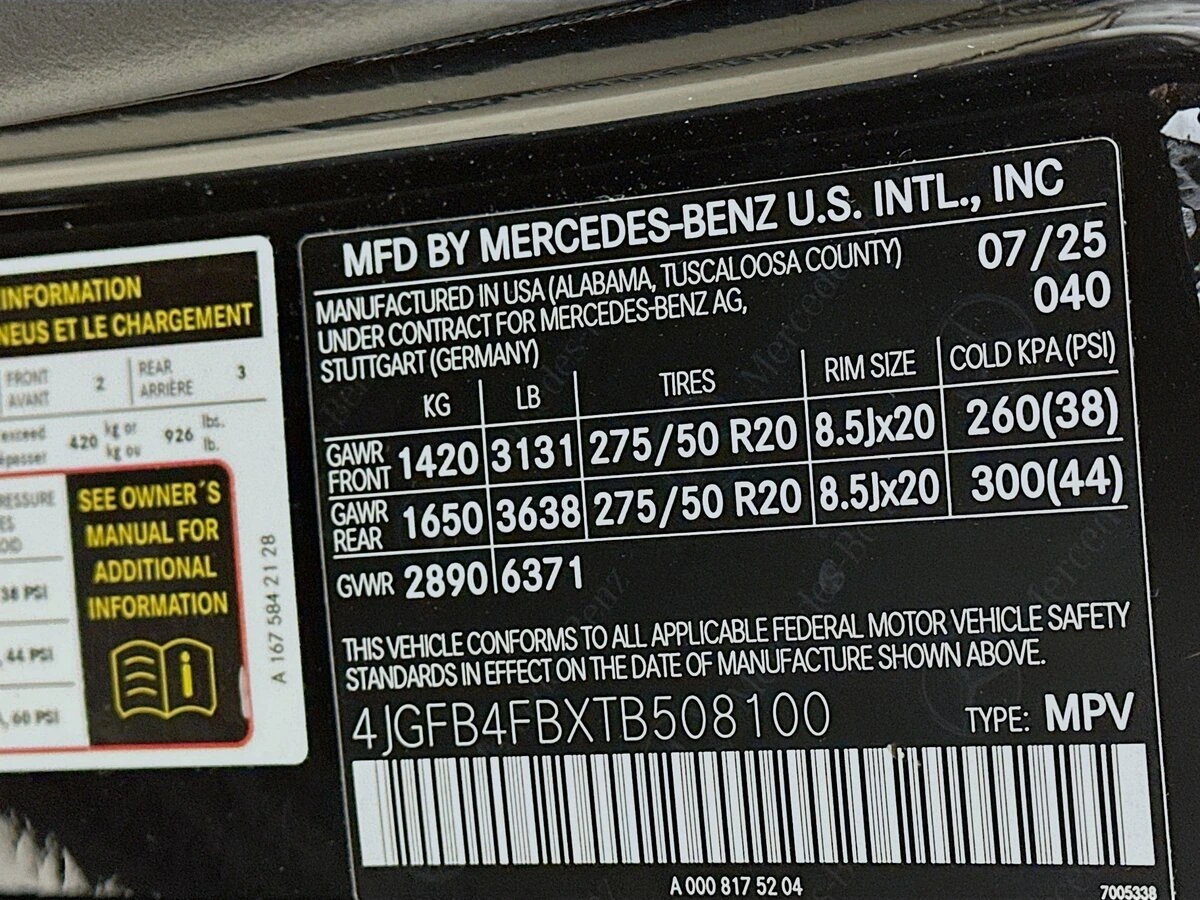 INFORMATION
NEUS ET LE CHARGEMENT
FRONT
AVANT
2
REAR
ARRIÈRE
3
exceed 420 kg or 926 lbs.
kg ou lb.
SEE OWNER´S
MANUAL FOR
ADDITIONAL
INFORMATION
38 PSI
44 PSI
60 PSI
A 167 584 21 28
MFD BY MERCEDES-BENZ U.S. INTL., INC
MANUFACTURED IN USA (ALABAMA, TUSCALOOSA COUNTY) 07/25
UNDER CONTRACT FOR MERCEDES-BENZ AG, 040
STUTTGART (GERMANY)
KG LB TIRES RIM SIZE COLD KPA (PSI)
GAWR FRONT 1420 3131 275/50 R20 8.5Jx20 260(38)
GAWR REAR 1650 3638 275/50 R20 8.5Jx20 300(44)
GVWR 2890 6371
THIS VEHICLE CONFORMS TO ALL APPLICABLE FEDERAL MOTOR VEHICLE SAFETY
STANDARDS IN EFFECT ON THE DATE OF MANUFACTURE SHOWN ABOVE.
4JGFB4FBXTB508100 TYPE: MPV
A 000 817 52 04
7005338